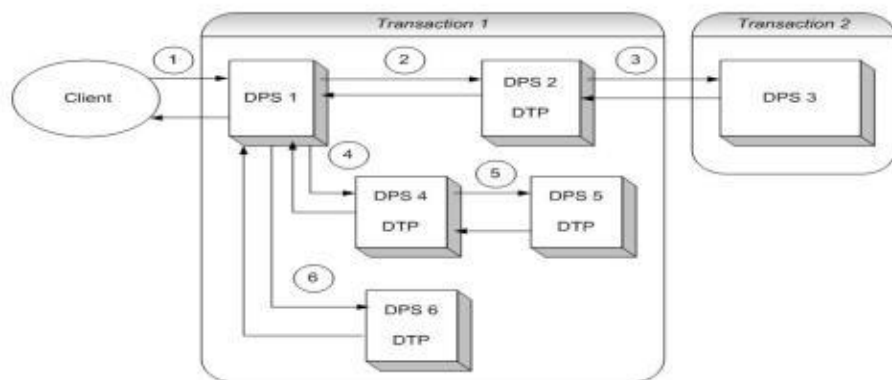 Transaction 1
Transaction 2
1
2
3
Client
DPS 1
DPS 2
DTP
DPS 3
4
5
DPS 4
DTP
DPS 5
DTP
6
DPS 6
DTP